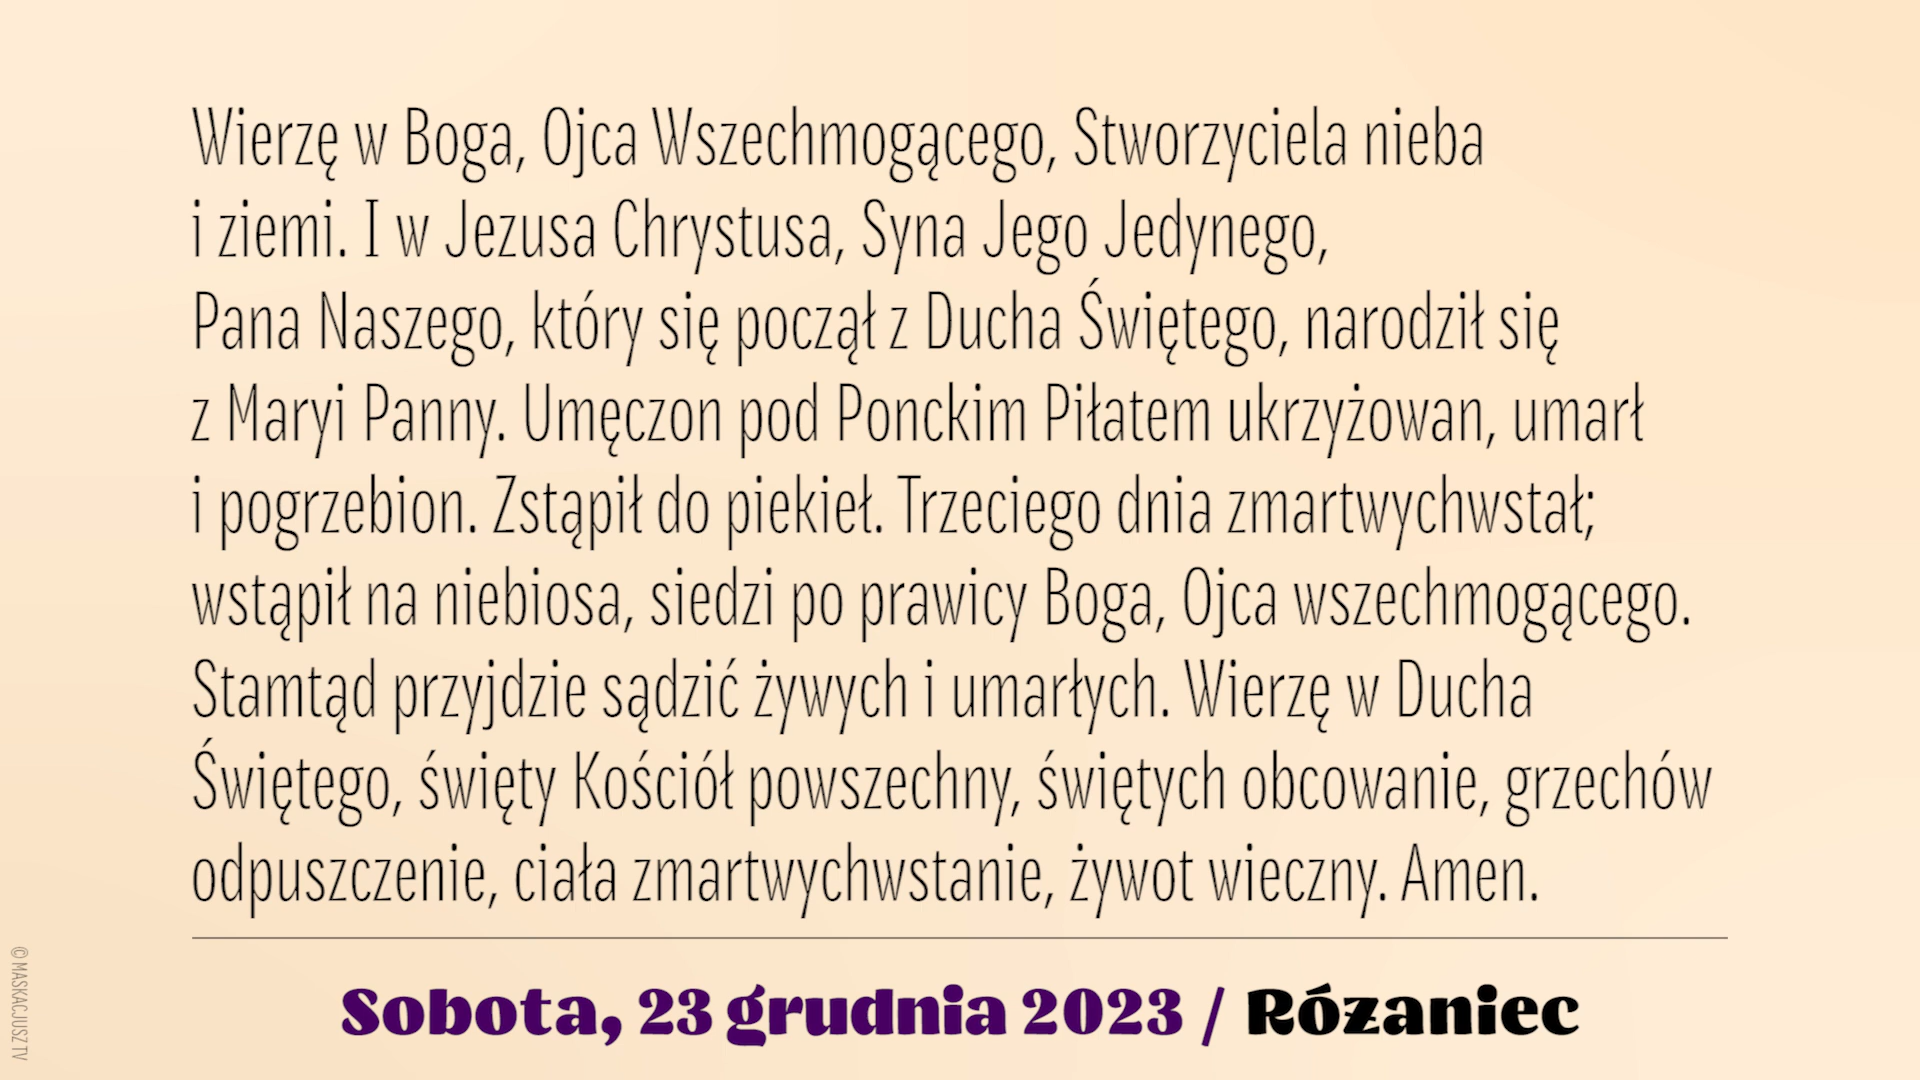 Wierzę w Boga, Ojca Wszechmogącego, Stworzyciela nieba
i ziemi. I w Jezusa Chrystusa, Syna Jego Jedynego,
Pana Naszego, który się począł z Ducha Świętego, narodził się
z Maryi Panny. Umęczon pod Ponckim Piłatem ukrzyżowan, umarł
i pogrzebion. Zstąpił do piekieł. Trzeciego dnia zmartwychwstał;
wstąpił na niebiosa, siedzi po prawicy Boga, Ojca wszechmogącego.
Stamtąd przyjdzie sądzić żywych i umarłych. Wierzę w Ducha
Świętego, święty Kościół powszechny, świętych obcowanie, grzechów
odpuszczenie, ciała zmartwychwstanie, żywot wieczny. Amen.
Sobota, 23 grudnia 2023 / Różaniec
© MASKACJUSZ TV